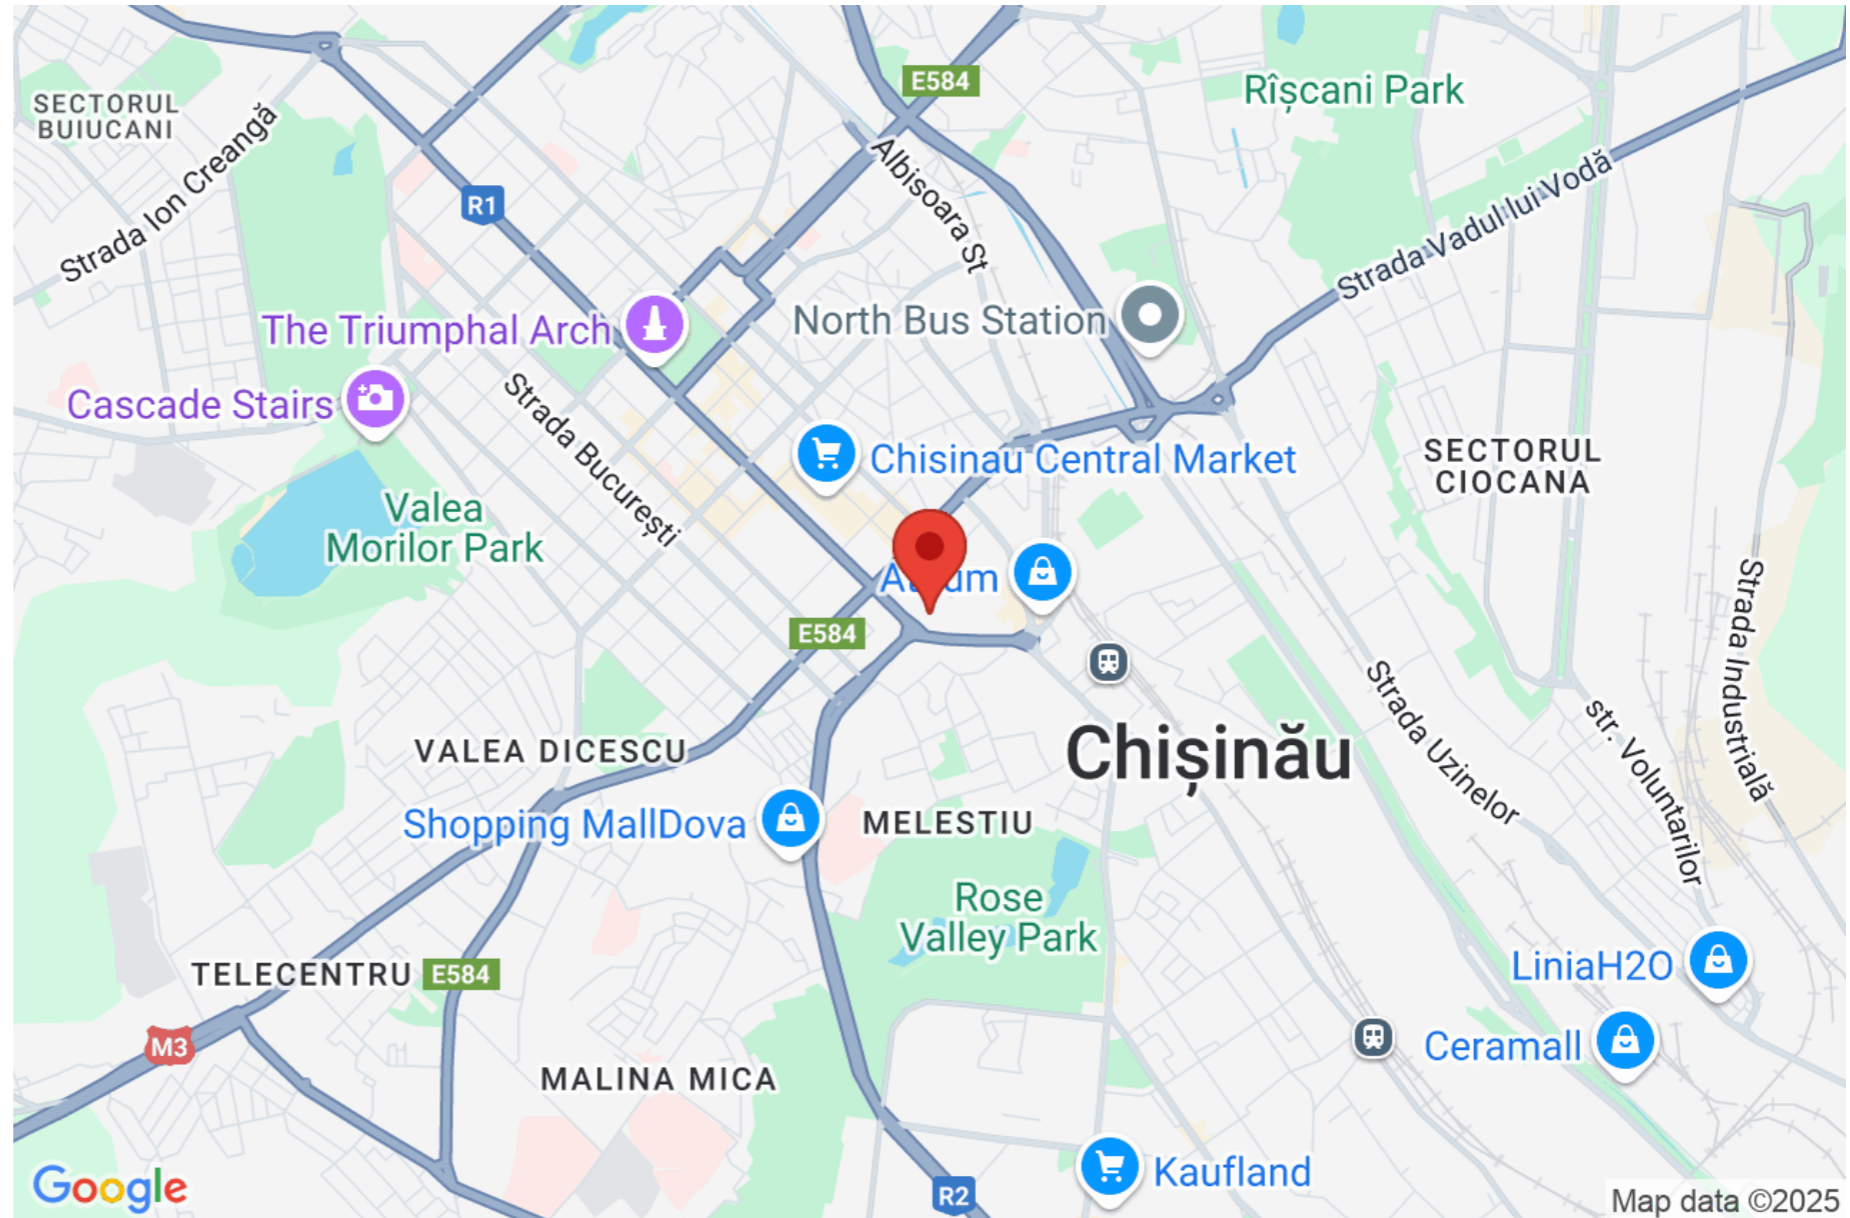 E584
Rîșcani Park
SECTORUL
BUIUCANI
Strada Ion Creangă
Albisoara St
R1
Strada Vadul lui Vodă
The Triumphal Arch
North Bus Station
Cascade Stairs
Strada București
Chisinau Central Market
SECTORUL
CIOCANA
Valea
Morilor Park
E584
Strada Industrială
Strada Uzinelor
str. Voluntarilor
Chișinău
VALEA DICESCU
Shopping MallDova
MELESTIU
Rose
Valley Park
TELECENTRU
E584
LiniaH2O
M3
Ceramall
MALINA MICA
Kaufland
R2
Google
Map data ©2025